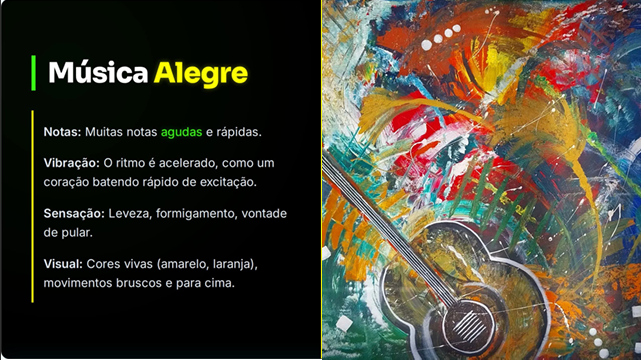 Música Alegre
Notas: Muitas notas agudas e rápidas.
Vibração: O ritmo é acelerado, como um
coração batendo rápido de excitação.
Sensação: Leveza, formigamento, vontade
de pular.
Visual: Cores vivas (amarelo, laranja),
movimentos bruscos e para cima.